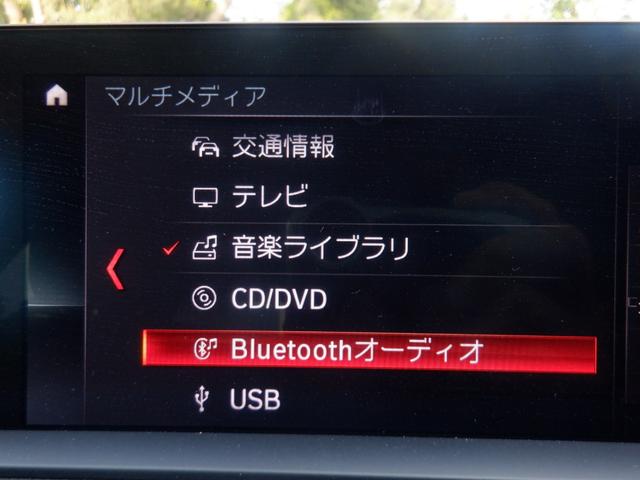 マルチメディア
交通情報
テレビ
音楽ライブラリ
CD/DVD
Bluetoothオーディオ
USB